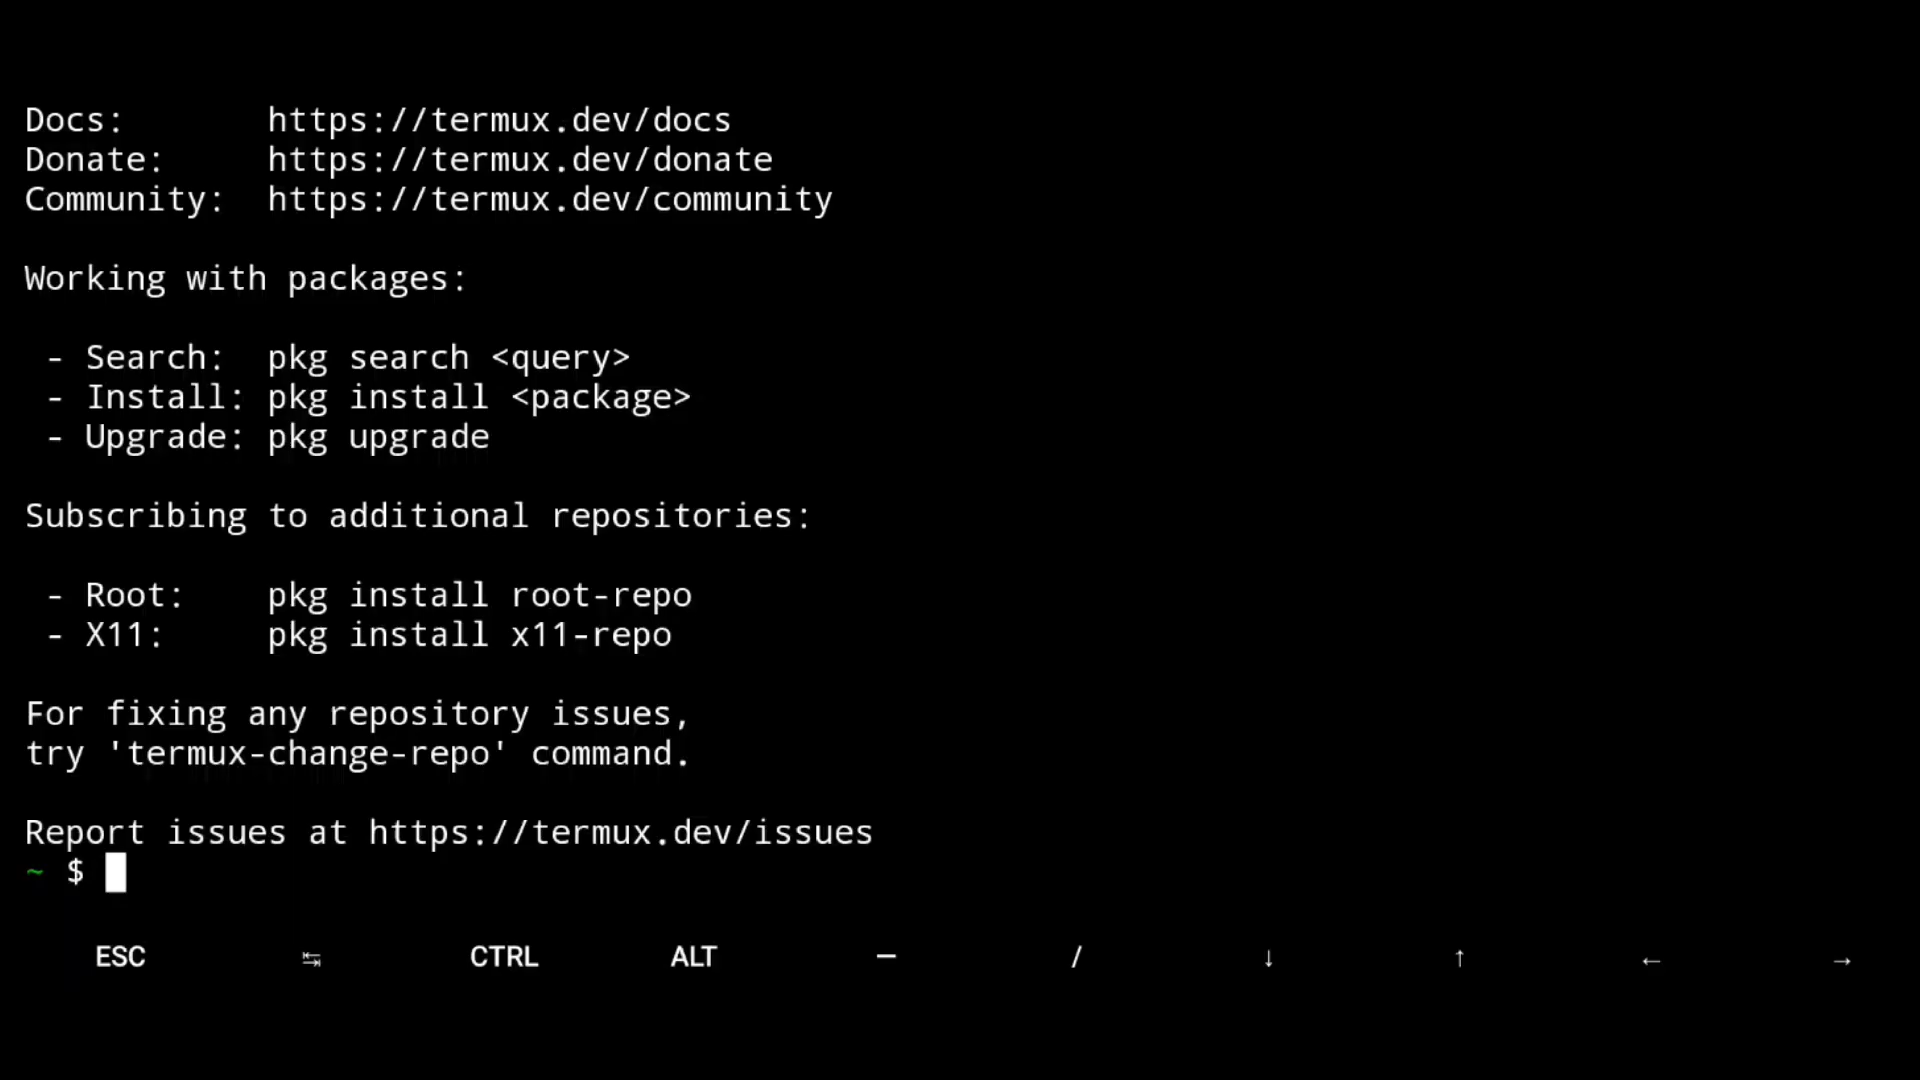 Docs:       https://termux.dev/docs
Donate:     https://termux.dev/donate
Community:  https://termux.dev/community
Working with packages:
 - Search:  pkg search <query>
 - Install: pkg install <package>
 - Upgrade: pkg upgrade
Subscribing to additional repositories:
 - Root:    pkg install root-repo
 - X11:     pkg install x11-repo
For fixing any repository issues,
try 'termux-change-repo' command.
Report issues at https://termux.dev/issues
~ $
ESC ↹ CTRL ALT — / ↓ ↑ ← →